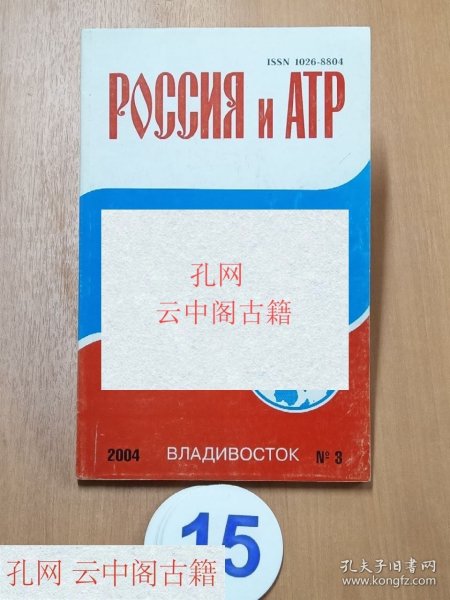 ISSN 1026-8804
РОССИЯ и АТР
孔网
云中阁古籍
2004 ВЛАДИВОСТОК № 3
15
孔网 云中阁古籍
孔夫子旧书网
www.kongfz.com